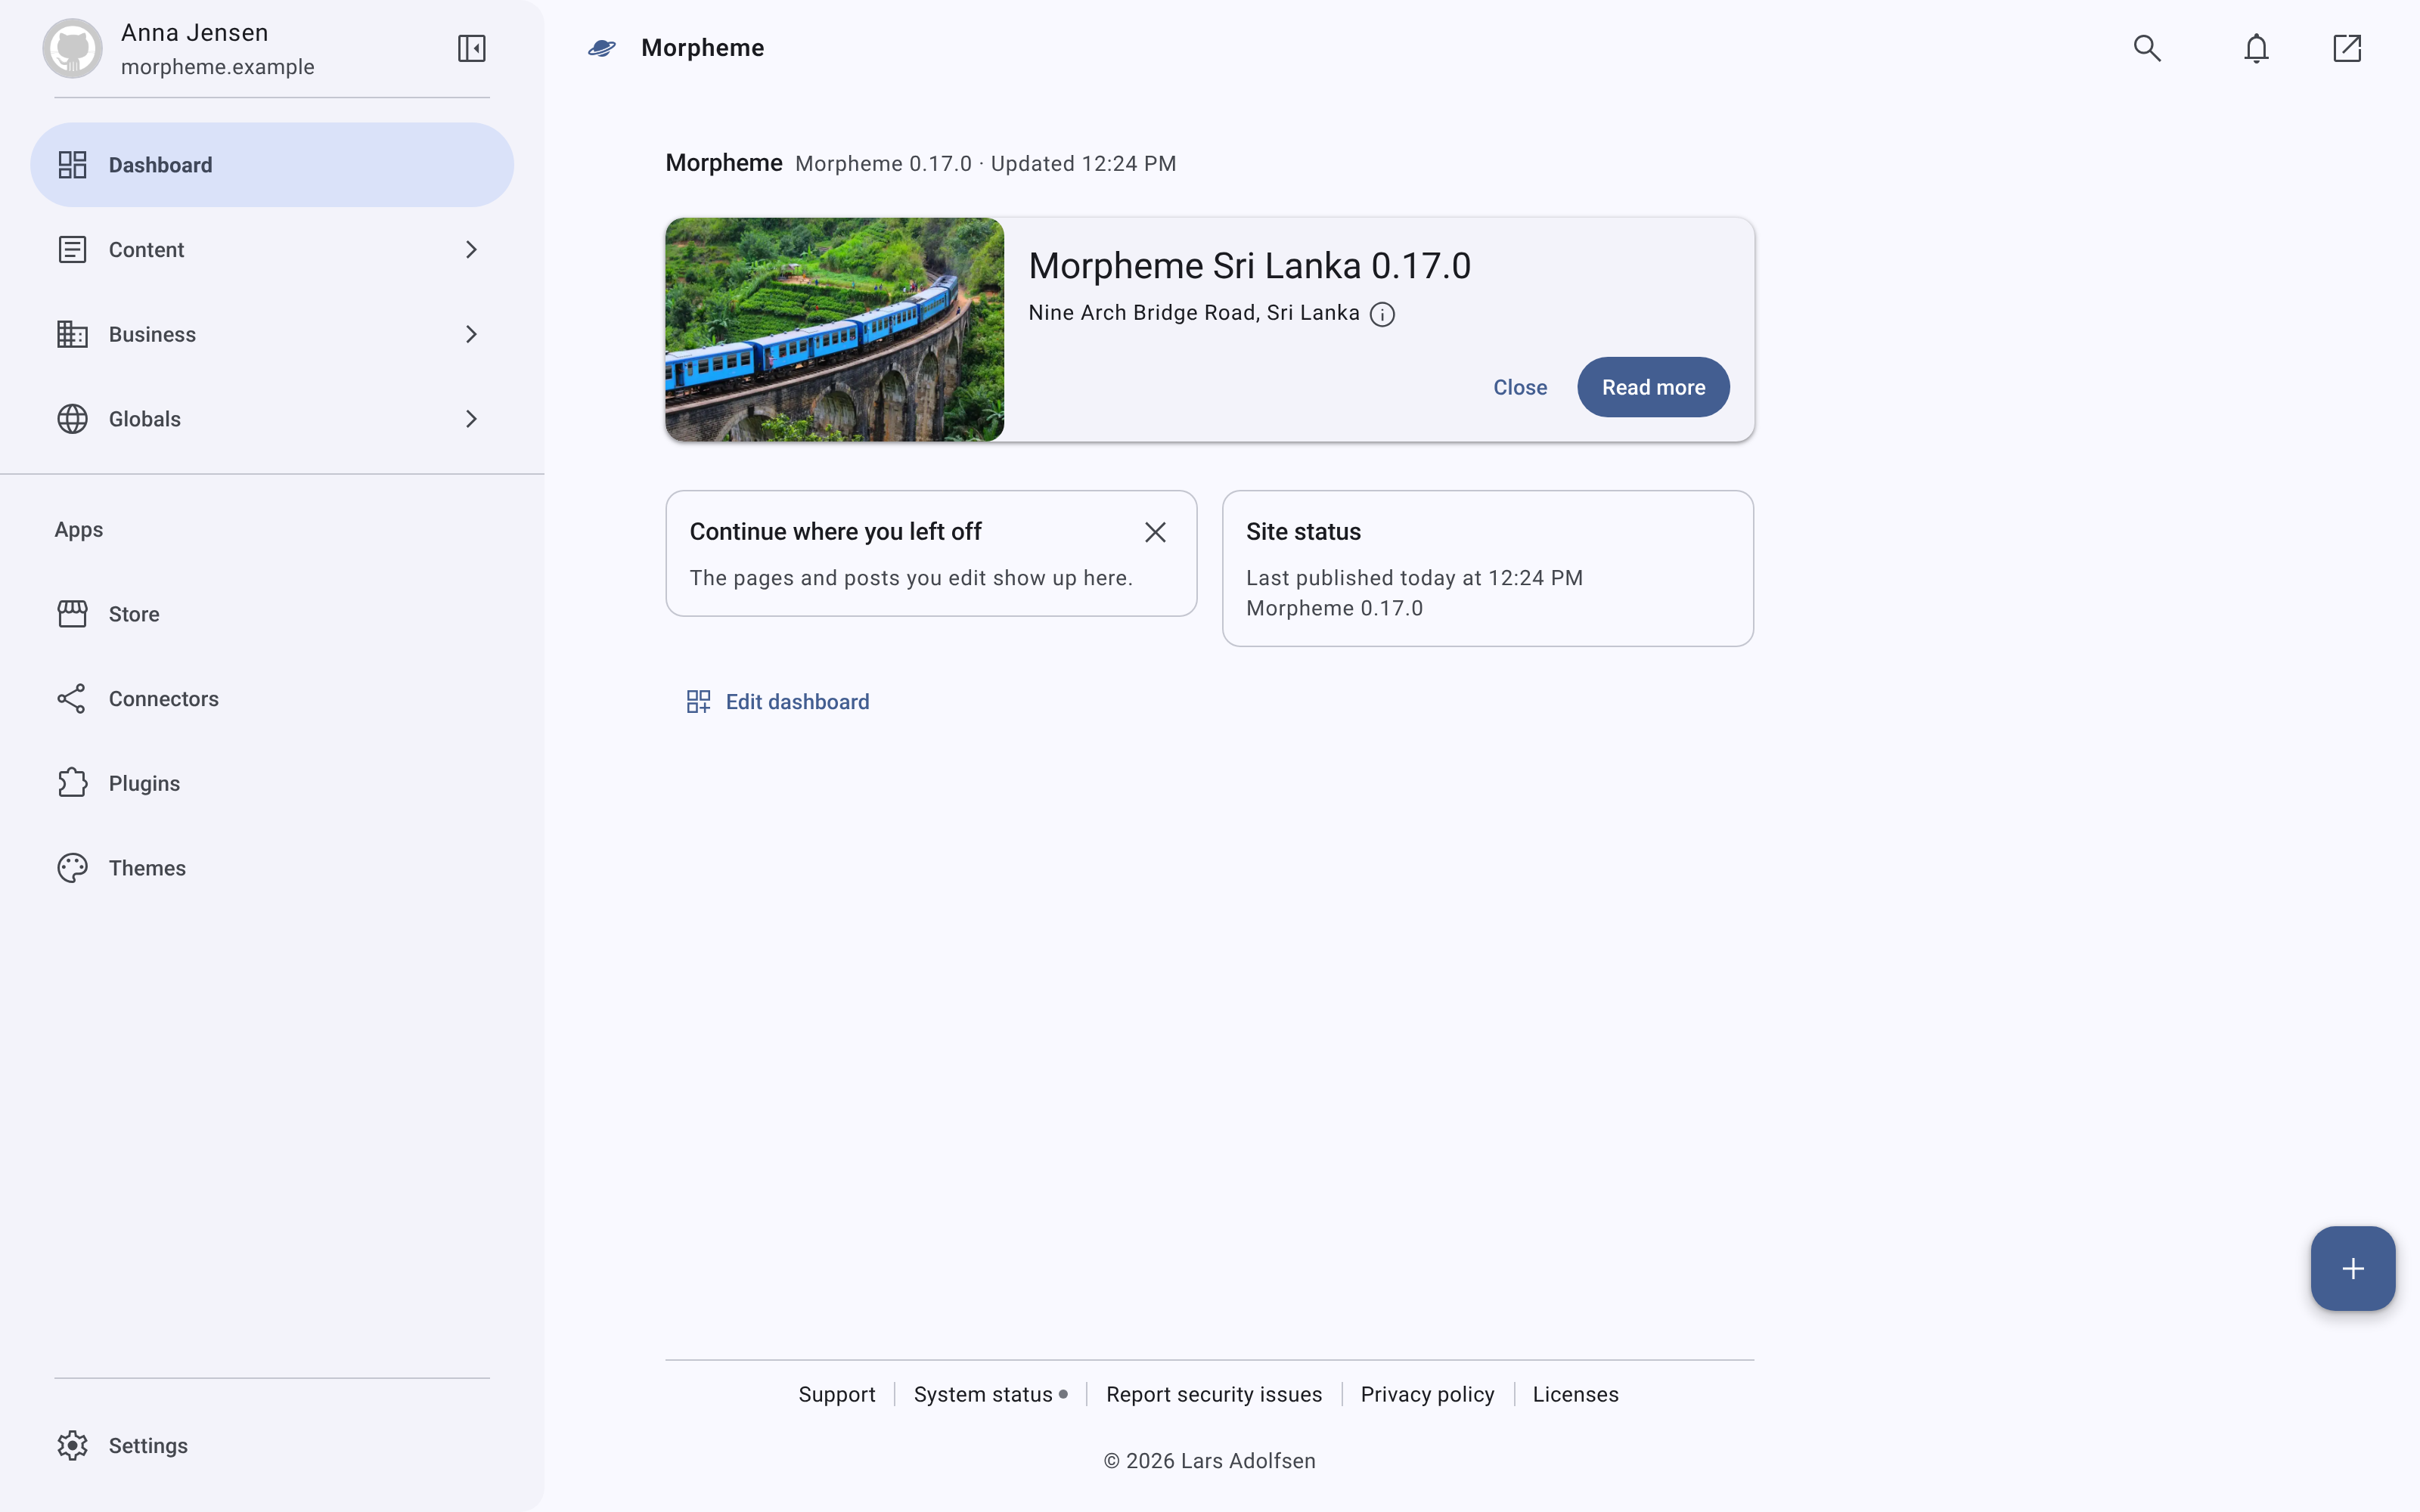 Anna Jensen
morpheme.example
Dashboard
Content
Business
Globals
Apps
Store
Connectors
Plugins
Themes
Settings
Morpheme
Morpheme Morpheme 0.17.0 · Updated 12:24 PM
Morpheme Sri Lanka 0.17.0
Nine Arch Bridge Road, Sri Lanka
Close Read more
Continue where you left off
The pages and posts you edit show up here.
Site status
Last published today at 12:24 PM
Morpheme 0.17.0
Edit dashboard
Support System status Report security issues Privacy policy Licenses
© 2026 Lars Adolfsen